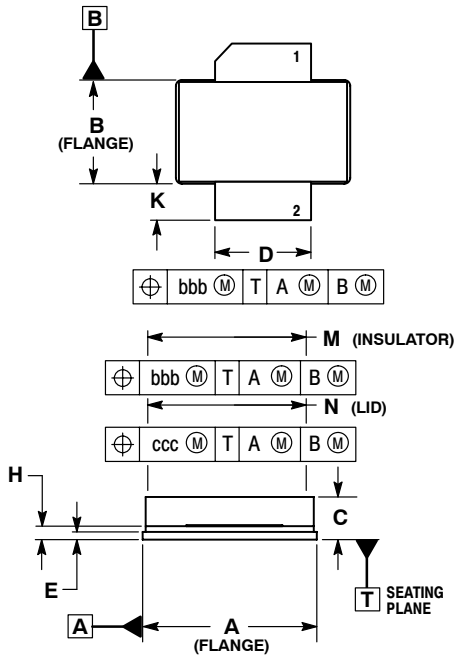 B
1
B
(FLANGE)
K
2
D
⌖ bbb Ⓜ T A Ⓜ B Ⓜ
M (INSULATOR)
⌖ bbb Ⓜ T A Ⓜ B Ⓜ
N (LID)
⌖ ccc Ⓜ T A Ⓜ B Ⓜ
H
C
E
T SEATING
PLANE
A
A
(FLANGE)